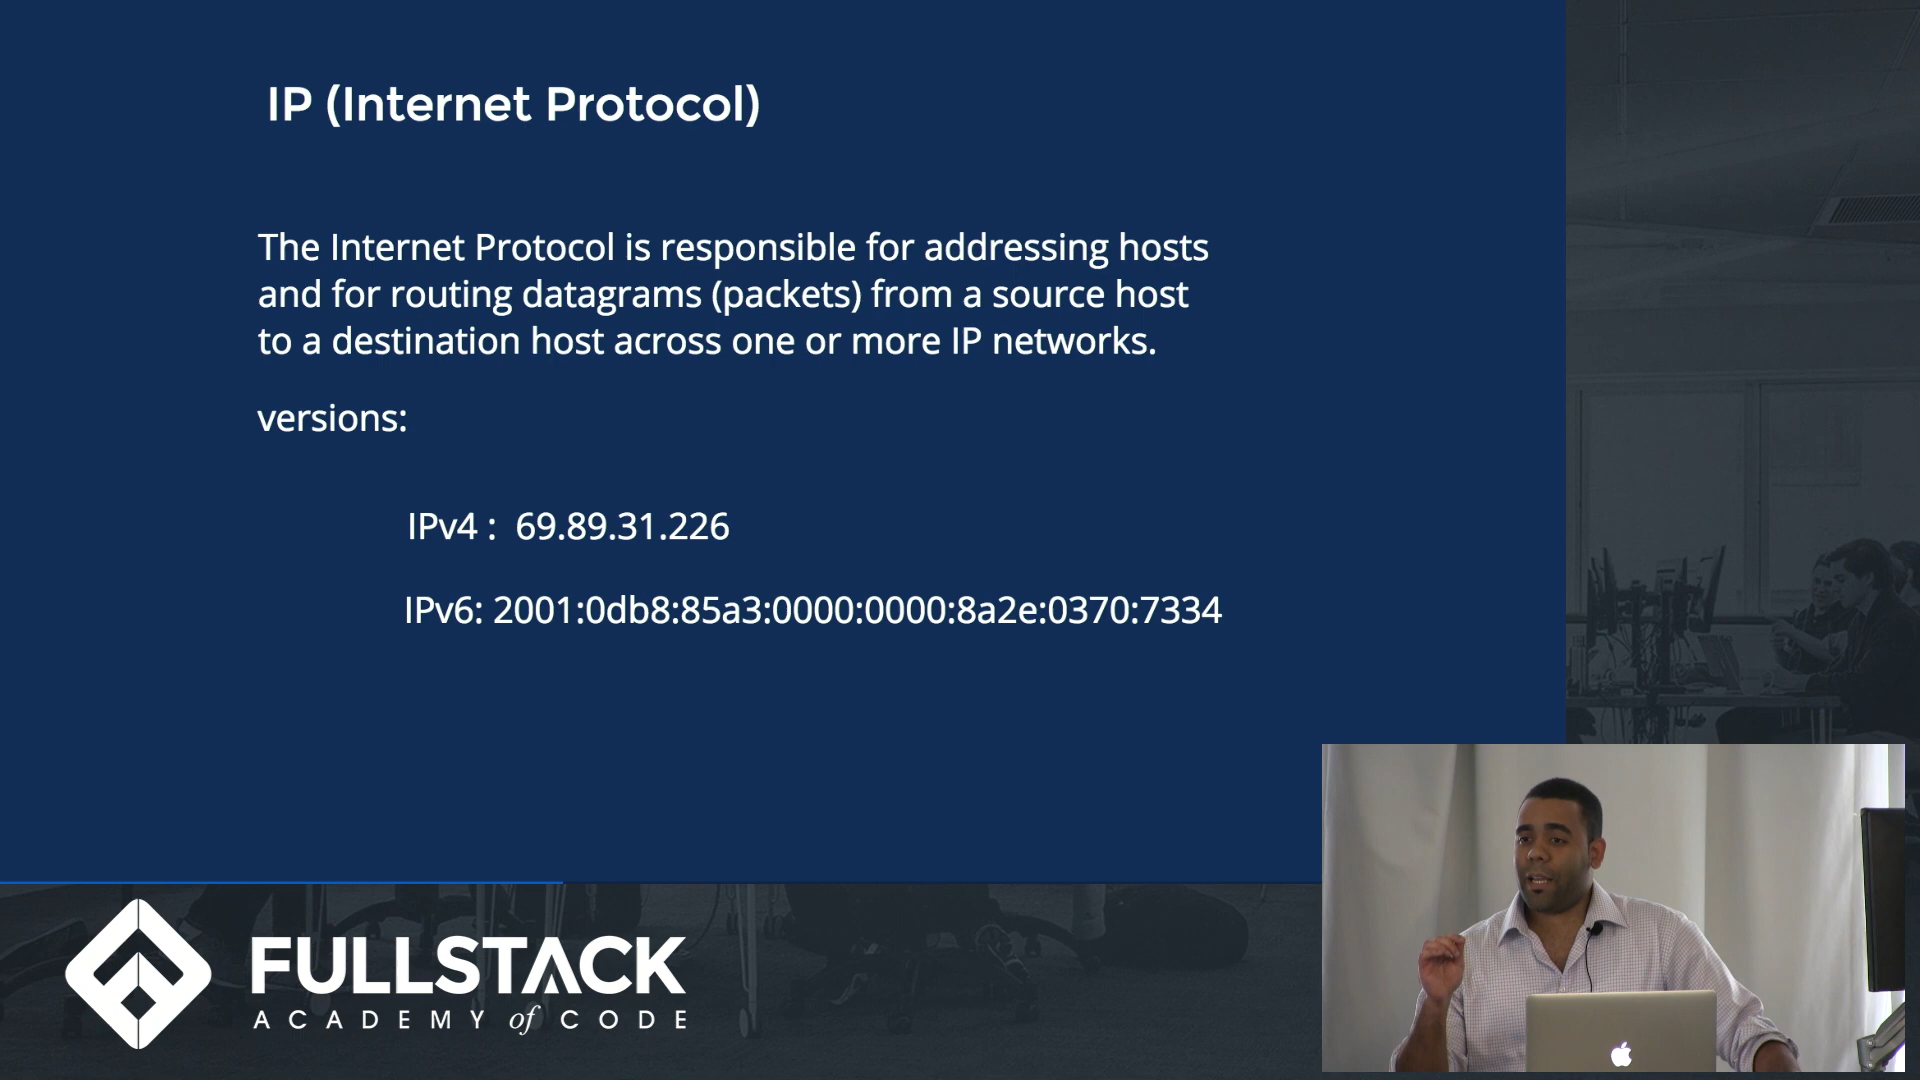 IP (Internet Protocol)
The Internet Protocol is responsible for addressing hosts
and for routing datagrams (packets) from a source host
to a destination host across one or more IP networks.
versions:
IPv4 :  69.89.31.226
IPv6: 2001:0db8:85a3:0000:0000:8a2e:0370:7334
FULLSTACK
ACADEMY of CODE